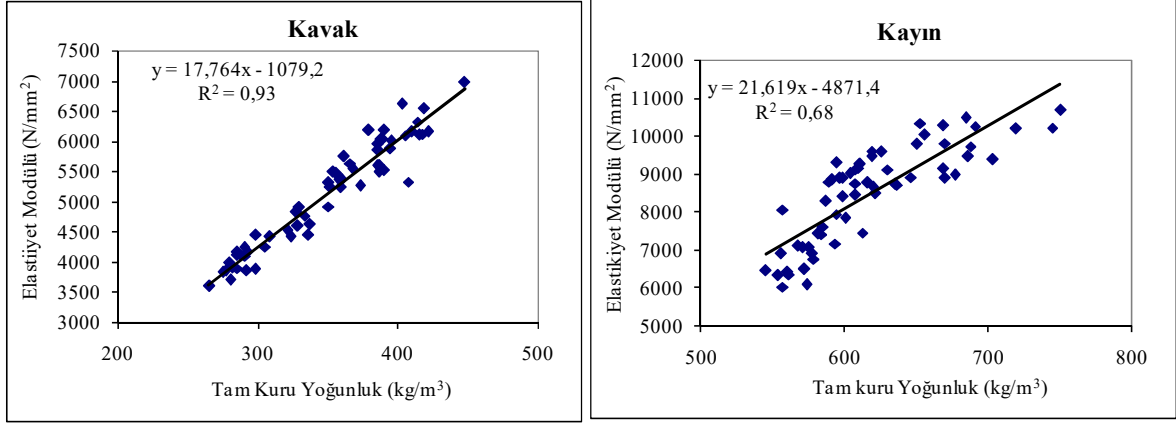 Kavak
y = 17,764x - 1079,2
R² = 0,93
Elastiiyet Modülü (N/mm²)
7500
7000
6500
6000
5500
5000
4500
4000
3500
3000
200
300
400
500
Tam Kuru Yoğunluk (kg/m³)
Kayın
y = 21,619x - 4871,4
R² = 0,68
Elastikiyet Modülü (N/mm²)
12000
11000
10000
9000
8000
7000
6000
5000
500
600
700
800
Tam kuru Yoğunluk (kg/m³)